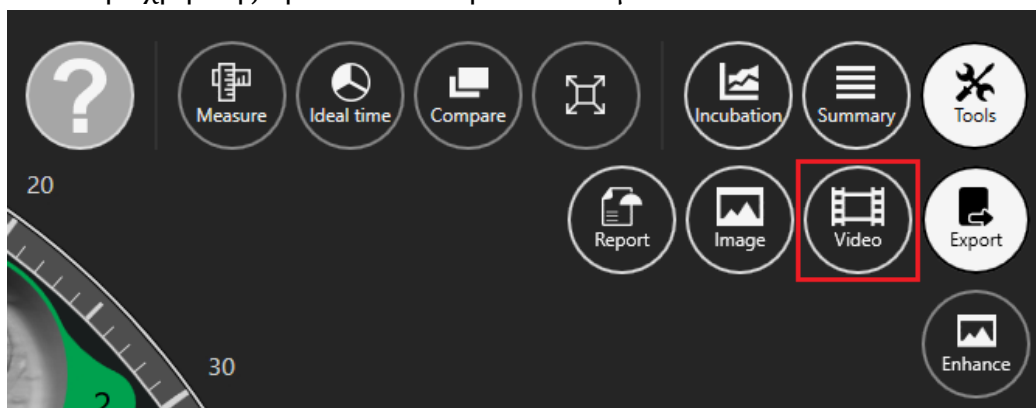 ?
Measure
Ideal time
Compare
Incubation
Summary
Tools
20
Report
Image
Video
Export
30
Enhance
2